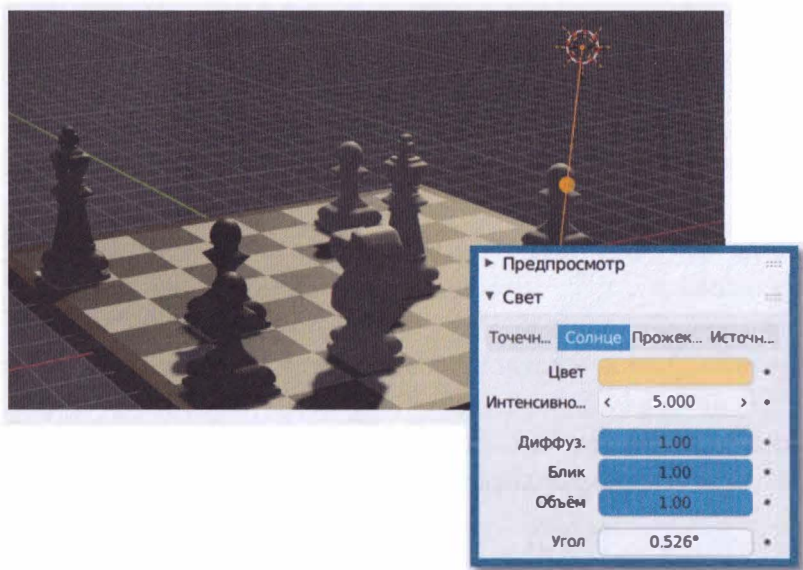 Предпросмотр
Свет
Точечн... Солнце Прожек... Источн...
Цвет
Интенсивно... < 5.000 >
Диффуз. 1.00
Блик 1.00
Объём 1.00
Угол 0.526°